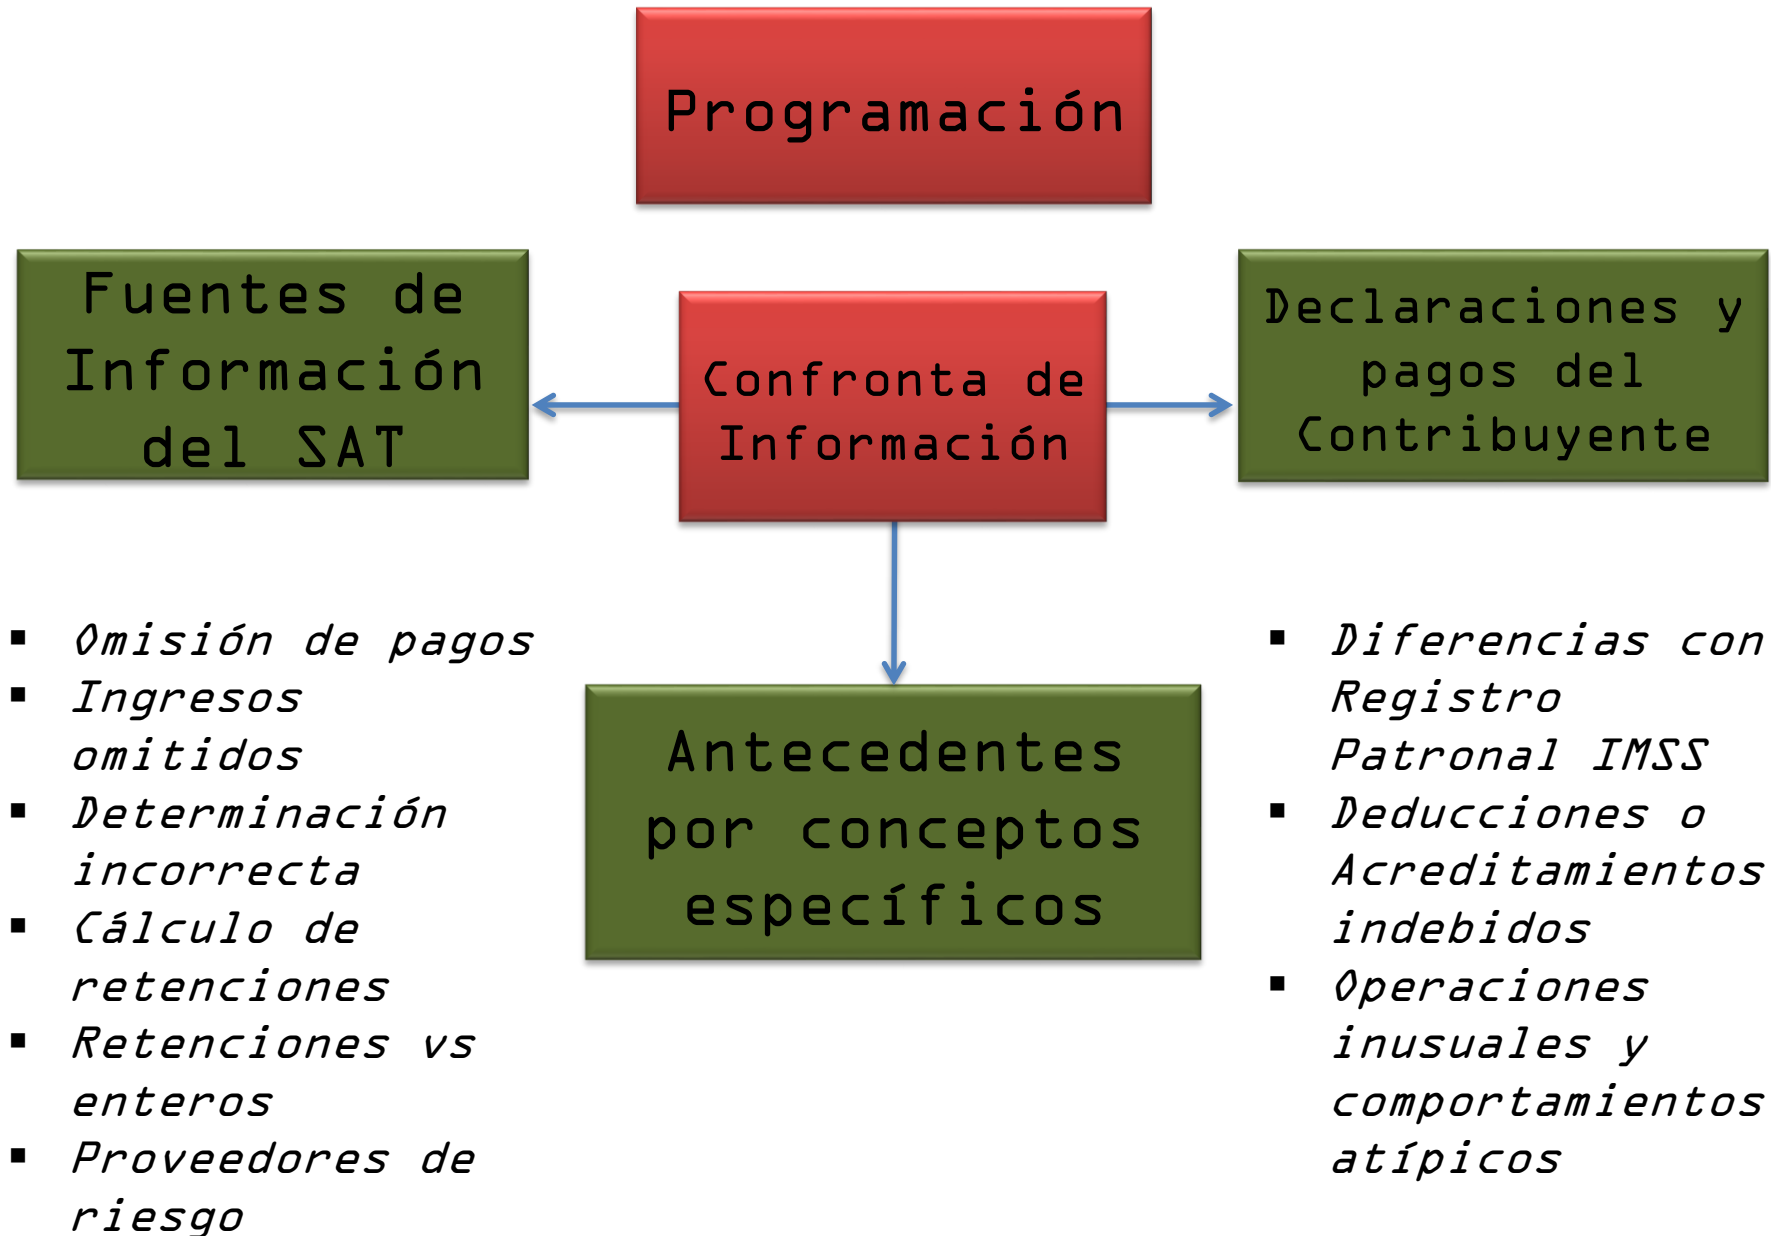 Programación
Fuentes de
Información
del SAT
Confronta de
Información
Declaraciones y
pagos del
Contribuyente
▪ Omisión de pagos
▪ Ingresos
omitidos
▪ Determinación
incorrecta
▪ Cálculo de
retenciones
▪ Retenciones vs
enteros
▪ Proveedores de
riesgo
Antecedentes
por conceptos
específicos
▪ Diferencias con
Registro
Patronal IMSS
▪ Deducciones o
Acreditamientos
indebidos
▪ Operaciones
inusuales y
comportamientos
atípicos